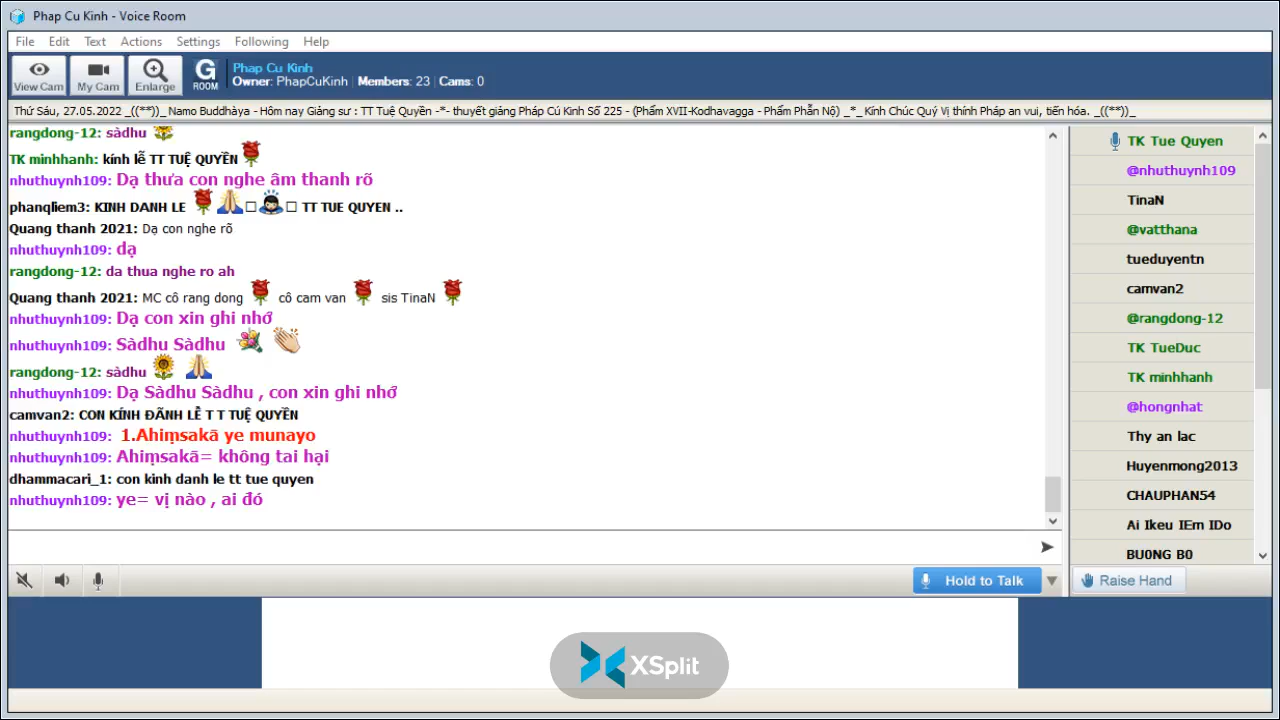 Phap Cu Kinh - Voice Room
File Edit Text Actions Settings Following Help
View Cam My Cam Enlarge G ROOM
Phap Cu Kinh
Owner: PhapCuKinh | Members: 23 | Cams: 0
Thứ Sáu, 27.05.2022 _((**))_ Namo Buddhàya - Hôm nay Giảng sư : TT Tuệ Quyền -*- thuyết giảng Pháp Cú Kinh Số 225 - (Phẩm XVII-Kodhavagga - Phẩm Phẫn Nộ) _*_ Kính Chúc Quý Vị thính Pháp an vui, tiến hóa. _((**))_
rangdong-12: sàdhu
TK minhhanh: kính lễ TT TUỆ QUYỀN
nhuthuynh109: Dạ thưa con nghe âm thanh rõ
phanqliem3: KINH DANH LE TT TUE QUYEN ..
Quang thanh 2021: Dạ con nghe rõ
nhuthuynh109: dạ
rangdong-12: da thua nghe ro ah
Quang thanh 2021: MC cô rang dong cô cam van sis TinaN
nhuthuynh109: Dạ con xin ghi nhớ
nhuthuynh109: Sàdhu Sàdhu
rangdong-12: sàdhu
nhuthuynh109: Dạ Sàdhu Sàdhu , con xin ghi nhớ
camvan2: CON KÍNH ĐÃNH LỄ T T TUỆ QUYỀN
nhuthuynh109: 1.Ahiṃsakā ye munayo
nhuthuynh109: Ahiṃsakā= không tai hại
dhammacari_1: con kinh danh le tt tue quyen
nhuthuynh109: ye= vị nào , ai đó
TK Tue Quyen
@nhuthuynh109
TinaN
@vatthana
tueduyentn
camvan2
@rangdong-12
TK TueDuc
TK minhhanh
@hongnhat
Thy an lac
Huyenmong2013
CHAUPHAN54
Ai Ikeu IEm IDo
BU0NG B0
Hold to Talk
Raise Hand
XSplit